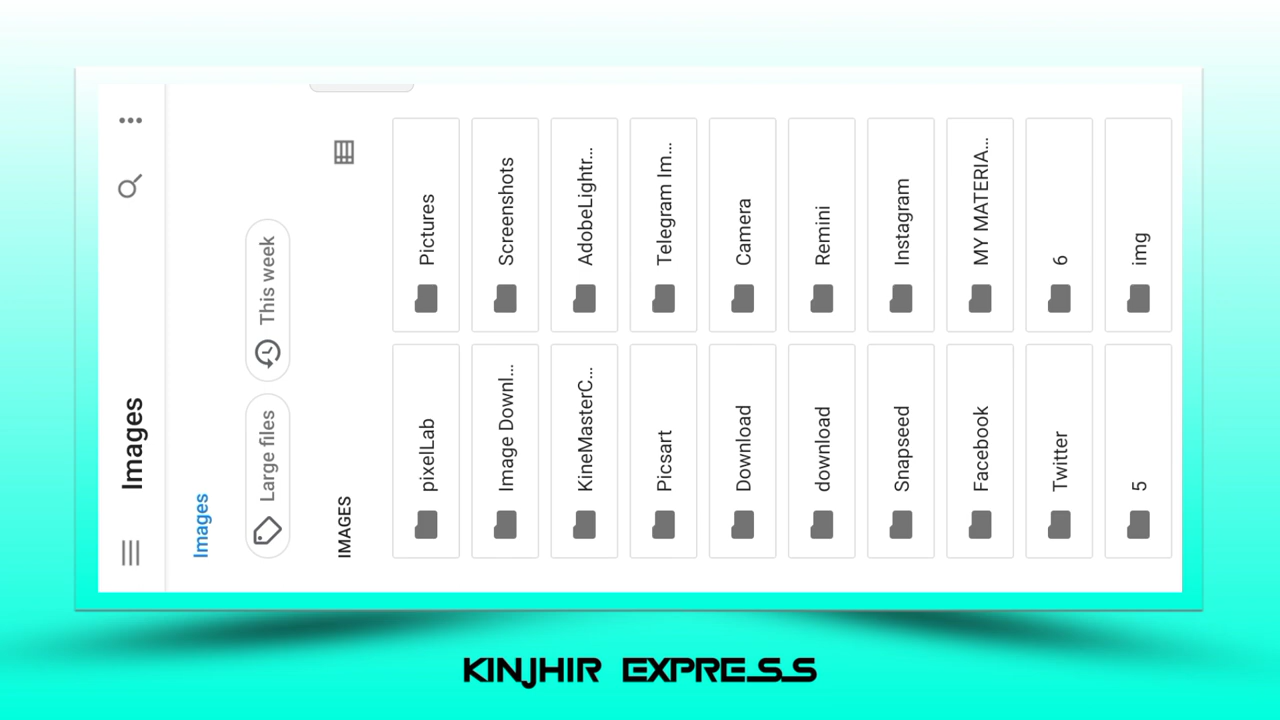 Images
Images
Large files
This week
IMAGES
pixelLab
Pictures
Image Downl...
Screenshots
KineMasterC...
AdobeLightr...
Picsart
Telegram Im...
Download
Camera
download
Remini
Snapseed
Instagram
Facebook
MY MATERIA...
Twitter
6
5
img
KINJHIR EXPRESS